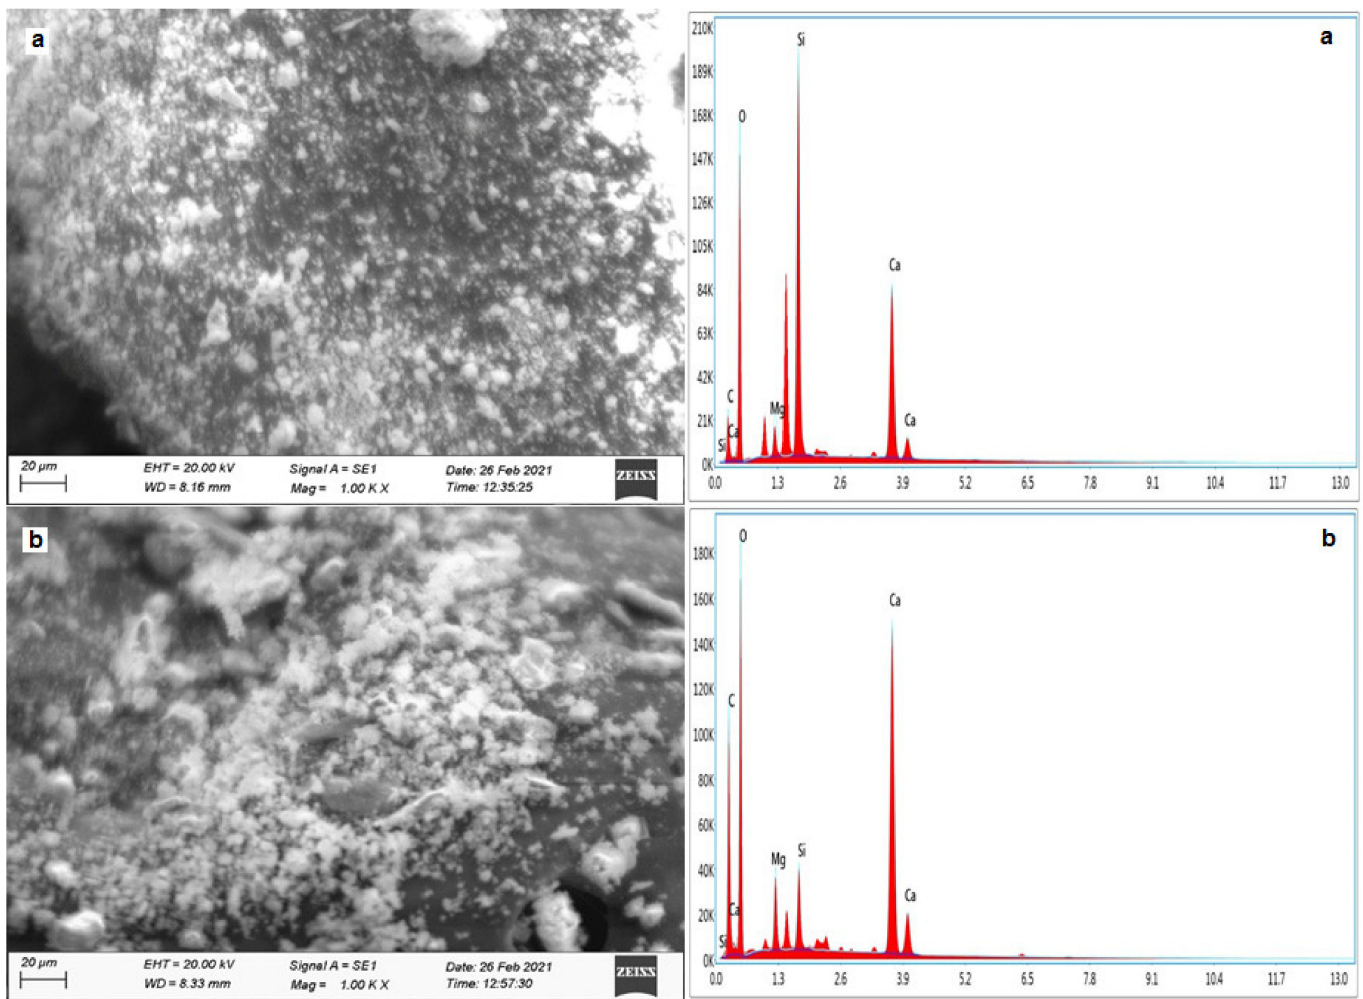 a
20 µm
EHT = 20.00 kV
Signal A = SE1
Date: 26 Feb 2021
WD = 8.16 mm
Mag = 1.00 K X
Time: 12:35:25
ZEISS
a
210K
189K
168K
147K
126K
105K
84K
63K
42K
21K
0K
Si
O
Ca
C
Mg
Ca
Ca
Si
0.0 1.3 2.6 3.9 5.2 6.5 7.8 9.1 10.4 11.7 13.0
b
20 µm
EHT = 20.00 kV
Signal A = SE1
Date: 26 Feb 2021
WD = 8.33 mm
Mag = 1.00 K X
Time: 12:57:30
ZEISS
b
180K
160K
140K
120K
100K
80K
60K
40K
20K
0K
O
Ca
C
Mg
Si
Ca
Ca
Si
0.0 1.3 2.6 3.9 5.2 6.5 7.8 9.1 10.4 11.7 13.0